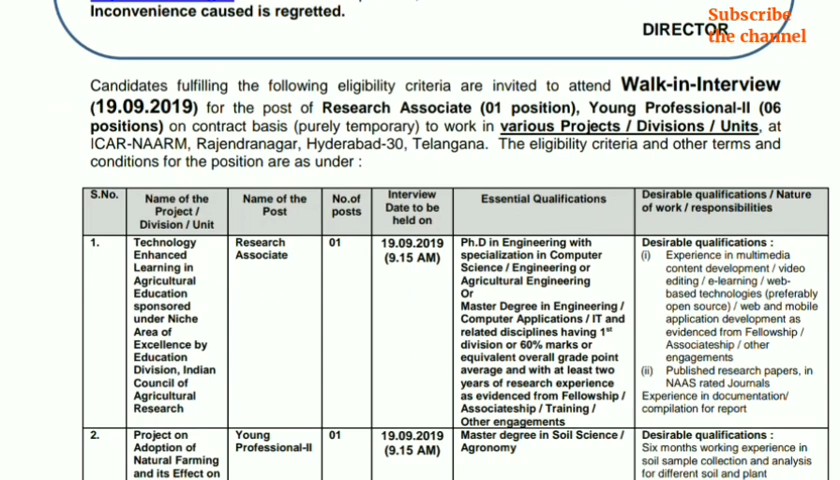 Inconvenience caused is regretted.
Subscribe
the channel
DIRECTOR
Candidates fulfilling the following eligibility criteria are invited to attend Walk-in-Interview
(19.09.2019) for the post of Research Associate (01 position), Young Professional-II (06
positions) on contract basis (purely temporary) to work in various Projects / Divisions / Units, at
ICAR-NAARM, Rajendranagar, Hyderabad-30, Telangana. The eligibility criteria and other terms and
conditions for the position are as under :
S.No.
Name of the
Project /
Division / Unit
Name of the
Post
No.of
posts
Interview
Date to be
held on
Essential Qualifications
Desirable qualifications / Nature
of work / responsibilities
1.
Technology
Enhanced
Learning in
Agricultural
Education
sponsored
under Niche
Area of
Excellence by
Education
Division, Indian
Council of
Agricultural
Research
Research
Associate
01
19.09.2019
(9.15 AM)
Ph.D in Engineering with
specialization in Computer
Science / Engineering or
Agricultural Engineering
Or
Master Degree in Engineering /
Computer Applications / IT and
related disciplines having 1st
division or 60% marks or
equivalent overall grade point
average and with at least two
years of research experience
as evidenced from Fellowship /
Associateship / Training /
Other engagements
Desirable qualifications :
(i) Experience in multimedia
content development / video
editing / e-learning / web-
based technologies (preferably
open source) / web and mobile
application development as
evidenced from Fellowship /
Associateship / other
engagements
(ii) Published research papers, in
NAAS rated Journals
Experience in documentation/
compilation for report
2.
Project on
Adoption of
Natural Farming
and its Effect on
Young
Professional-II
01
19.09.2019
(9.15 AM)
Master degree in Soil Science /
Agronomy
Desirable qualifications :
Six months working experience in
soil sample collection and analysis
for different soil and plant